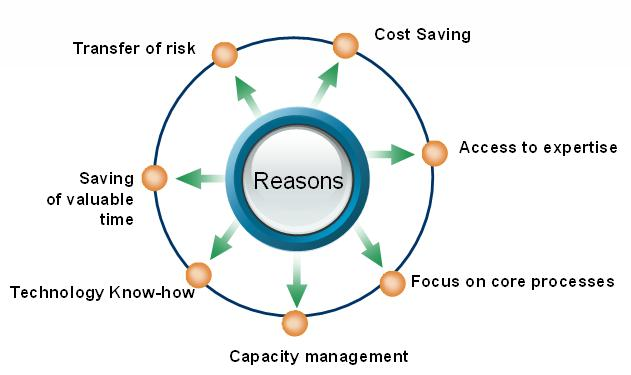 Transfer of risk
Cost Saving
Access to expertise
Saving
of valuable
time
Reasons
Focus on core processes
Technology Know-how
Capacity management